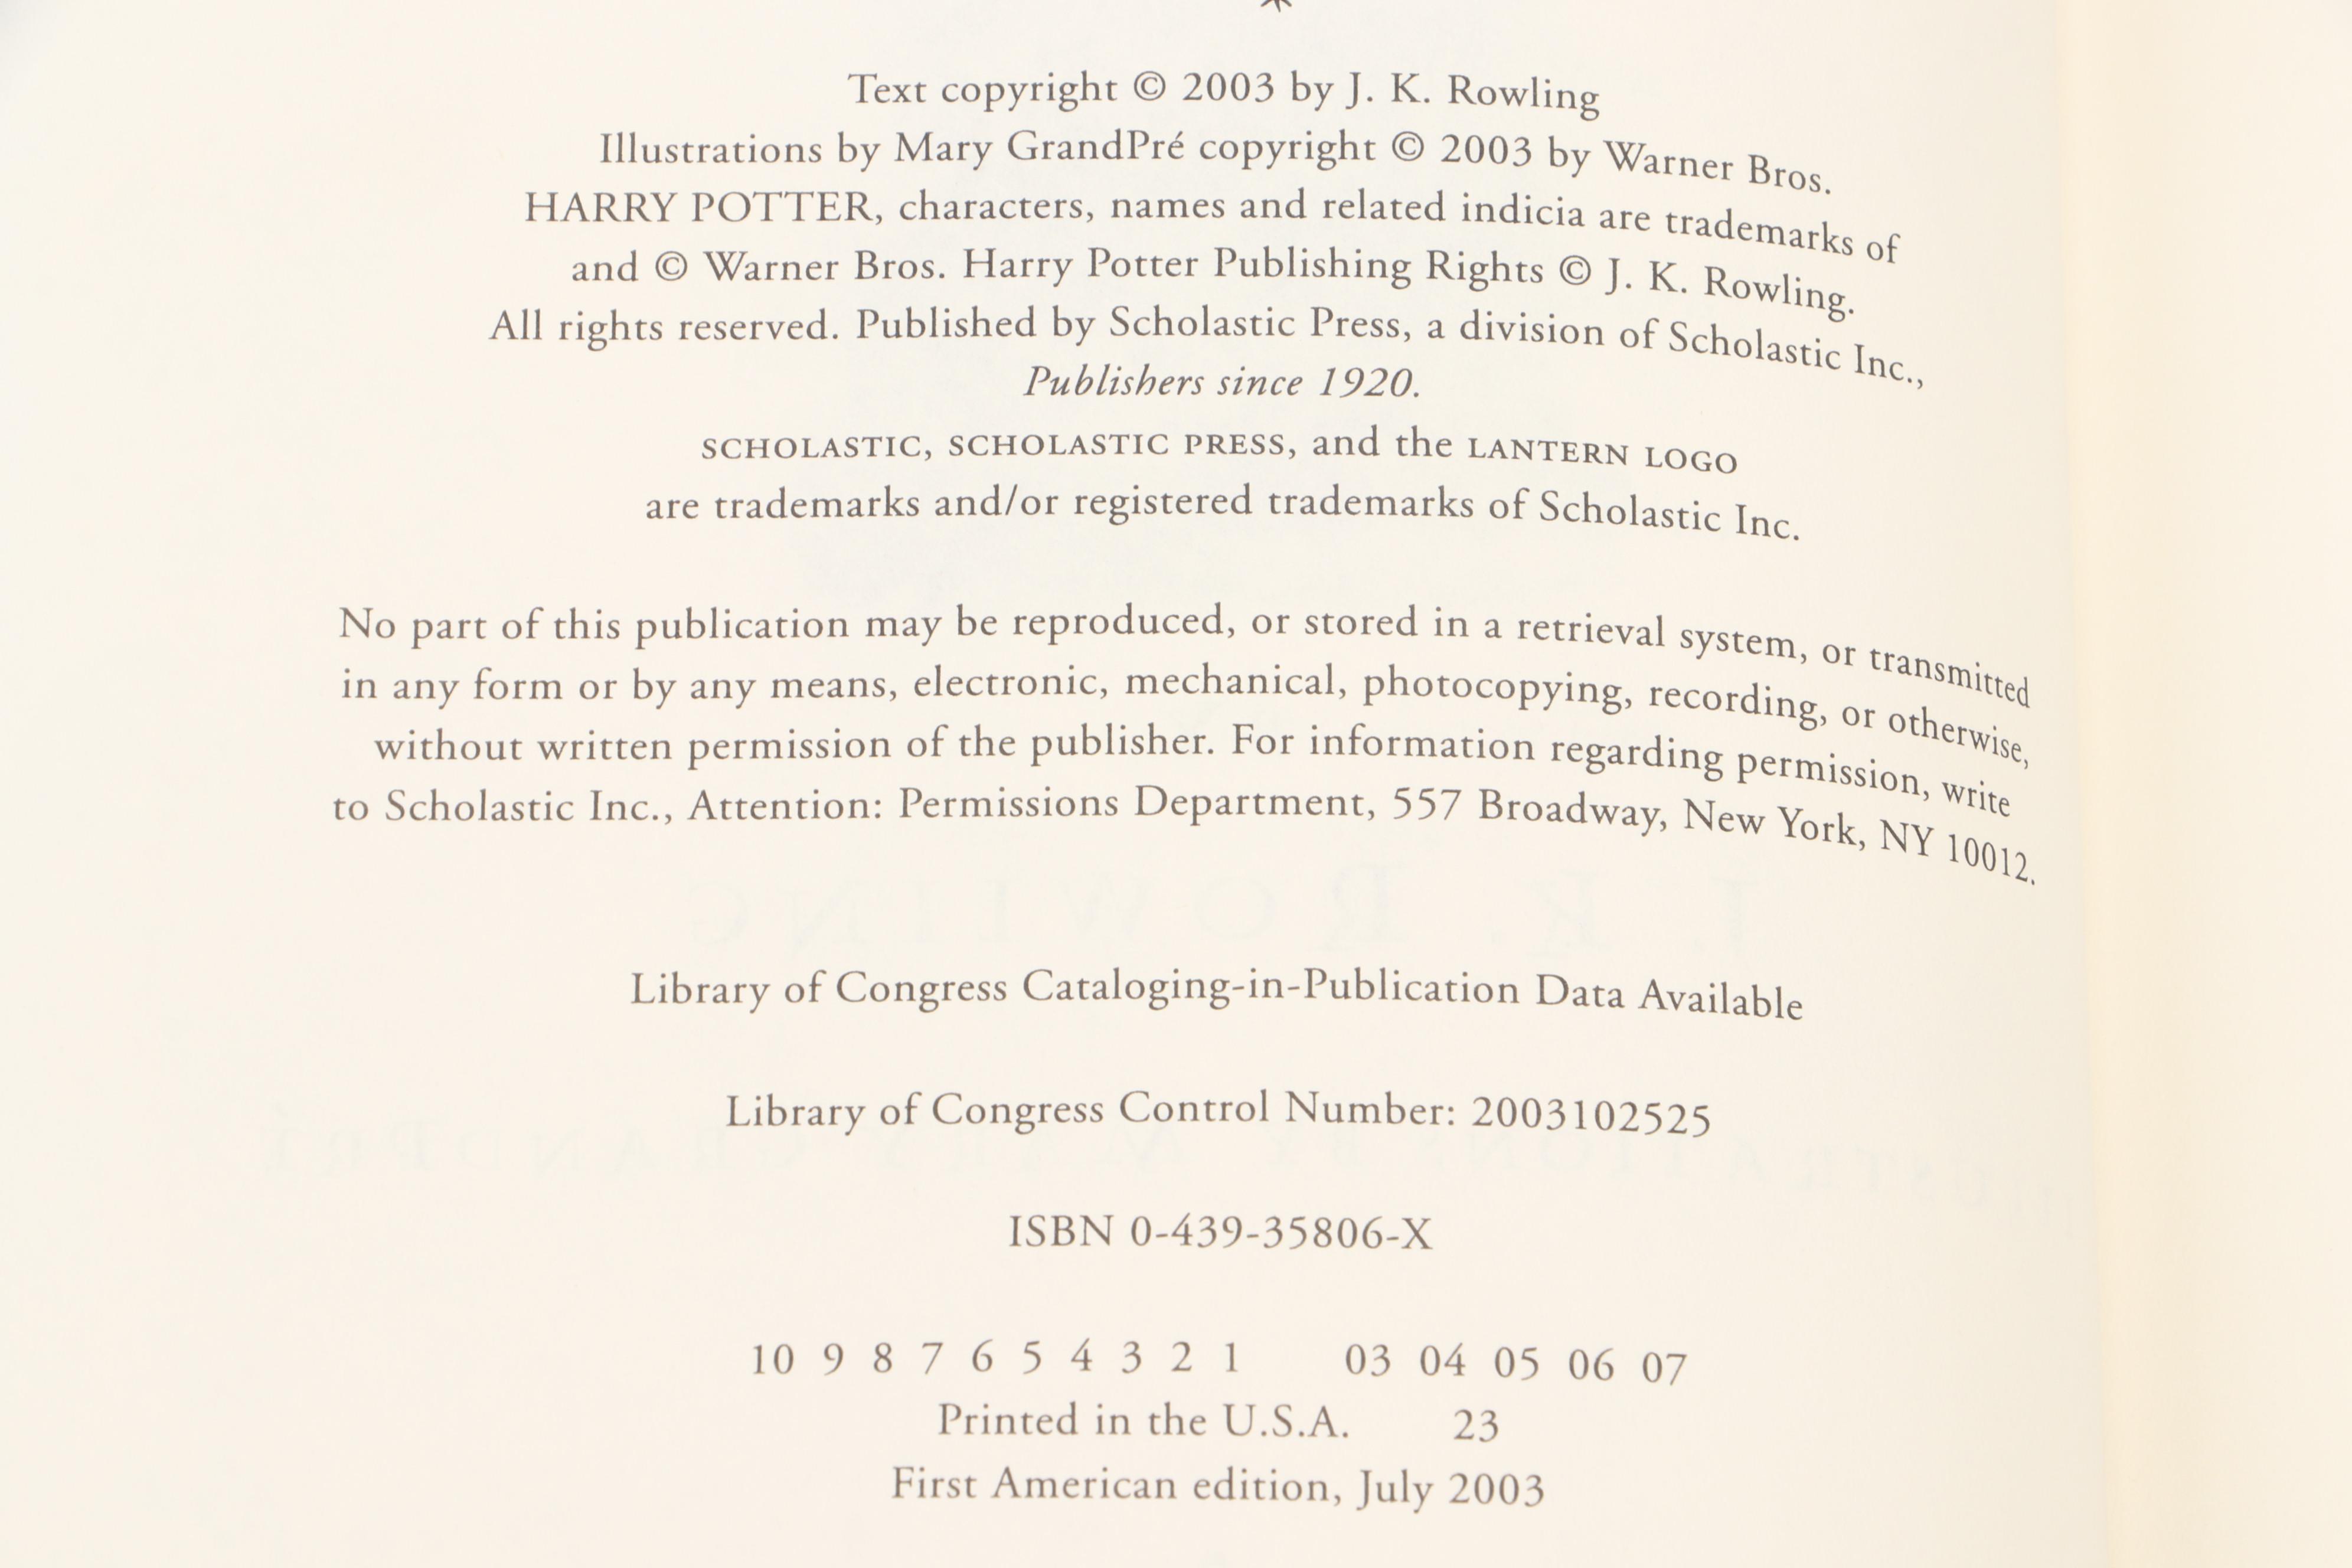 Text copyright © 2003 by J. K. Rowling
Illustrations by Mary GrandPré copyright © 2003 by Warner Bros.
HARRY POTTER, characters, names and related indicia are trademarks of
and © Warner Bros. Harry Potter Publishing Rights © J. K. Rowling.
All rights reserved. Published by Scholastic Press, a division of Scholastic Inc.,
Publishers since 1920.
SCHOLASTIC, SCHOLASTIC PRESS, and the LANTERN LOGO
are trademarks and/or registered trademarks of Scholastic Inc.
No part of this publication may be reproduced, or stored in a retrieval system, or transmitted
in any form or by any means, electronic, mechanical, photocopying, recording, or otherwise,
without written permission of the publisher. For information regarding permission, write
to Scholastic Inc., Attention: Permissions Department, 557 Broadway, New York, NY 10012.
Library of Congress Cataloging-in-Publication Data Available
Library of Congress Control Number: 2003102525
ISBN 0-439-35806-X
10 9 8 7 6 5 4 3 2 1 03 04 05 06 07
Printed in the U.S.A. 23
First American edition, July 2003